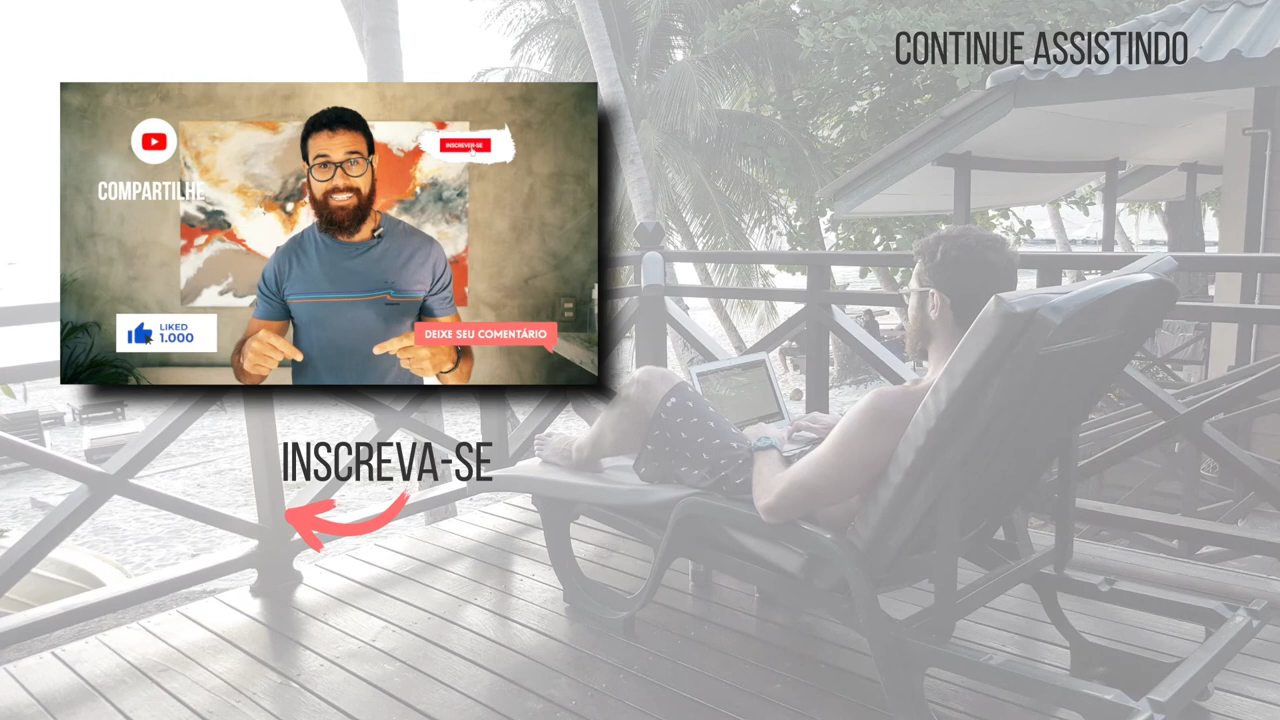 CONTINUE ASSISTINDO
INSCREVER-SE
COMPARTILHE
LIKED
1.000
DEIXE SEU COMENTÁRIO
INSCREVA-SE